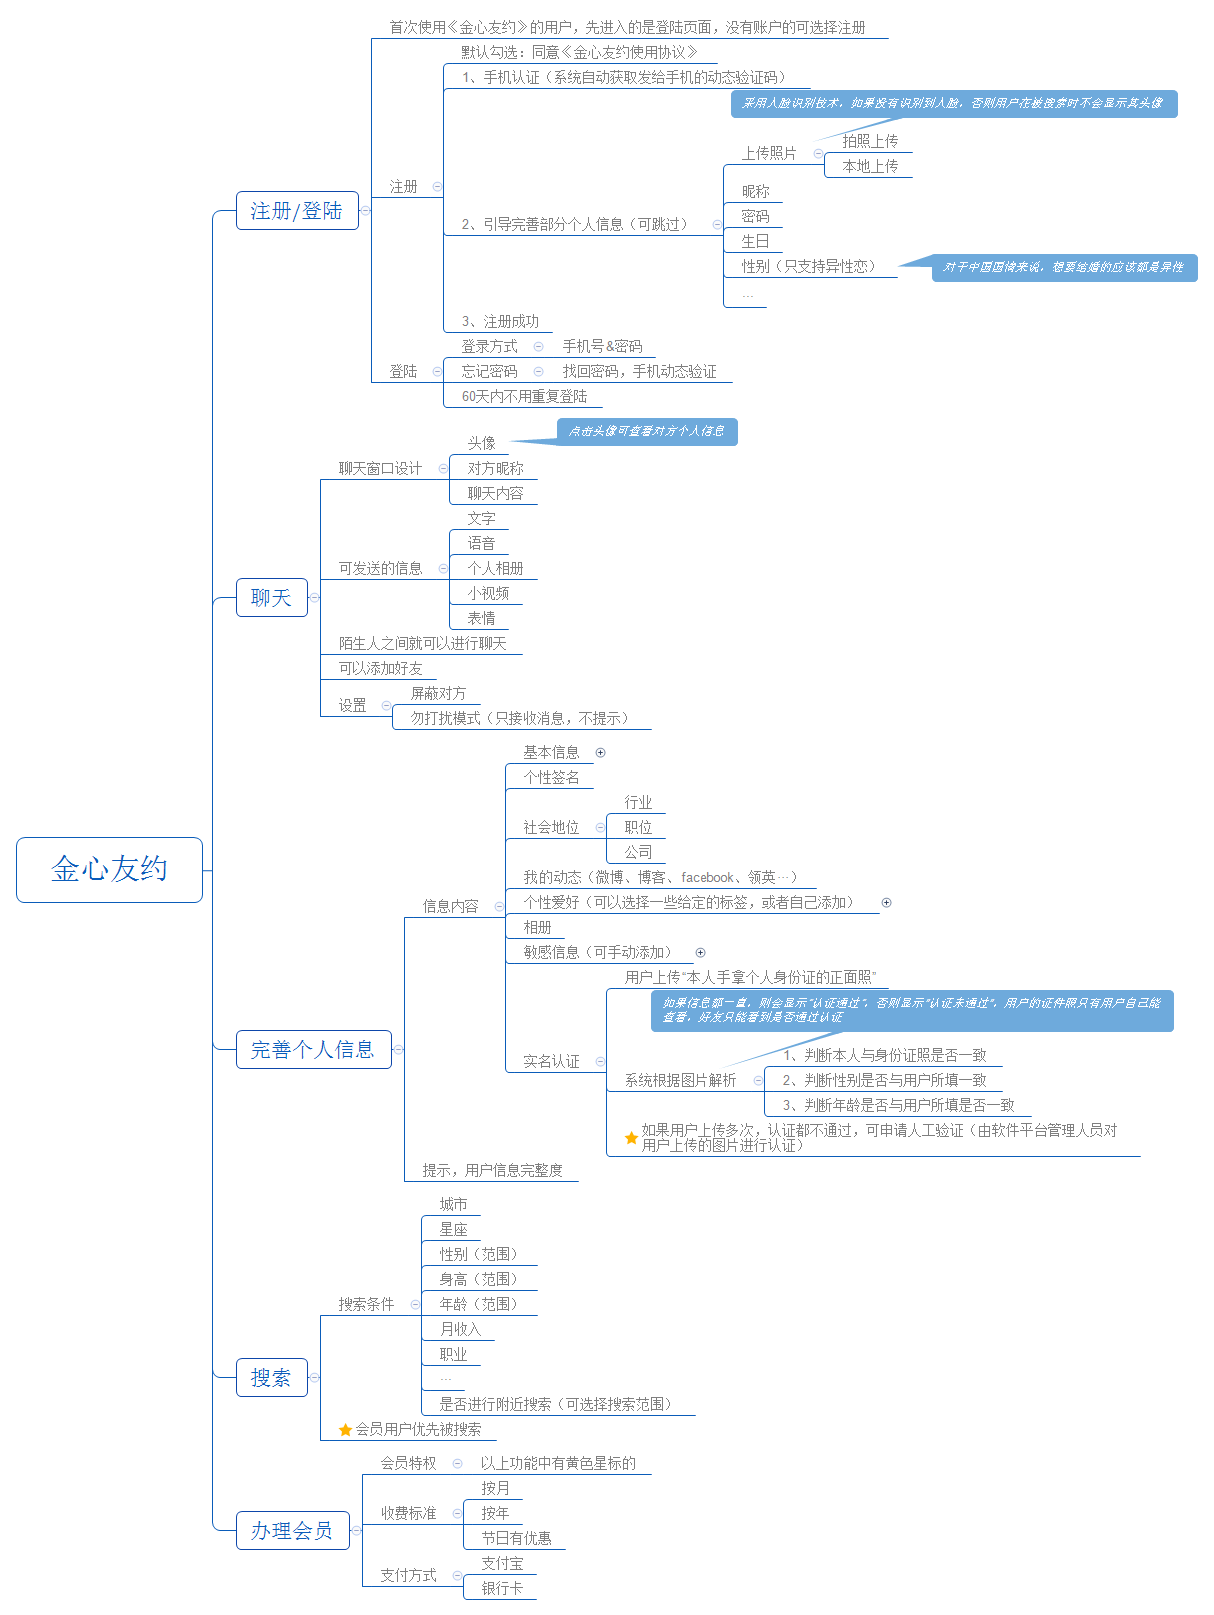 金心友约
注册/登陆
首次使用《金心友约》的用户，先进入的是登陆页面，没有账户的可选择注册
注册
默认勾选：同意《金心友约使用协议》
1、手机认证（系统自动获取发给手机的动态验证码）
2、引导完善部分个人信息（可跳过）
采用人脸识别技术，如果没有识别到人脸，否则用户在被搜索时不会显示其头像
上传照片
拍照上传
本地上传
昵称
密码
生日
性别（只支持异性恋）
对于中国国情来说，想要结婚的应该都是异性
…
3、注册成功
登陆
登录方式
手机号&密码
忘记密码
找回密码，手机动态验证
60天内不用重复登陆
聊天
聊天窗口设计
头像
点击头像可查看对方个人信息
对方昵称
聊天内容
可发送的信息
文字
语音
个人相册
小视频
表情
陌生人之间就可以进行聊天
可以添加好友
设置
屏蔽对方
勿打扰模式（只接收消息，不提示）
完善个人信息
信息内容
基本信息
个性签名
社会地位
行业
职位
公司
我的动态（微博、博客、facebook、领英…）
个性爱好（可以选择一些给定的标签，或者自己添加）
相册
敏感信息（可手动添加）
实名认证
用户上传“本人手拿个人身份证的正面照”
如果信息都一直，则会显示“认证通过”，否则显示“认证未通过”，用户的证件照只有用户自己能
查看，好友只能看到是否通过认证
系统根据图片解析
1、判断本人与身份证照是否一致
2、判断性别是否与用户所填一致
3、判断年龄是否与用户所填是否一致
如果用户上传多次，认证都不通过，可申请人工验证（由软件平台管理人员对
用户上传的图片进行认证）
提示，用户信息完整度
搜索
搜索条件
城市
星座
性别（范围）
身高（范围）
年龄（范围）
月收入
职业
…
是否进行附近搜索（可选择搜索范围）
会员用户优先被搜索
办理会员
会员特权
以上功能中有黄色星标的
收费标准
按月
按年
节日有优惠
支付方式
支付宝
银行卡